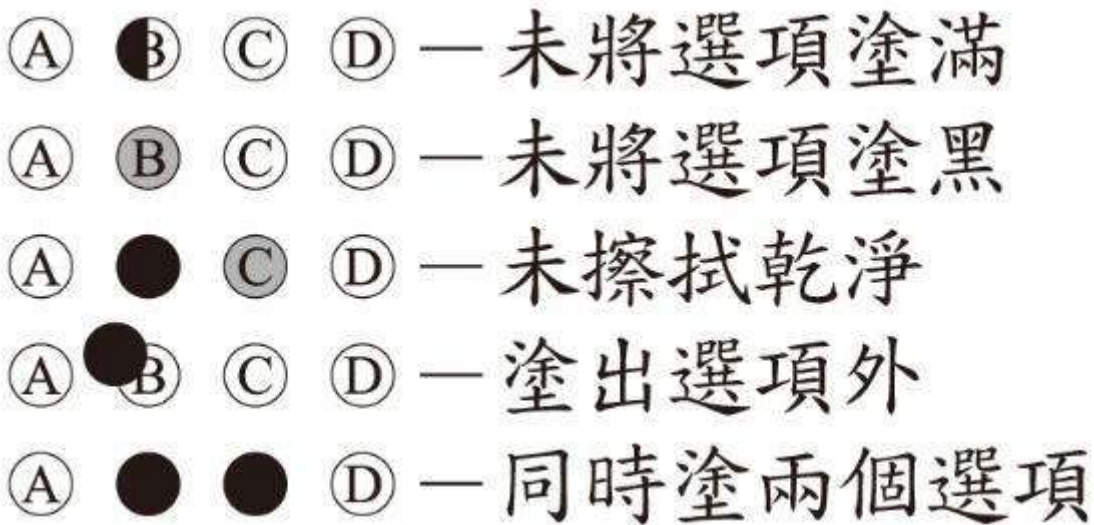 Ⓐ B Ⓒ Ⓓ — 未將選項塗滿
Ⓐ Ⓑ Ⓒ Ⓓ — 未將選項塗黑
Ⓐ ● Ⓒ Ⓓ — 未擦拭乾淨
Ⓐ ●B Ⓒ Ⓓ — 塗出選項外
Ⓐ ● ● Ⓓ — 同時塗兩個選項